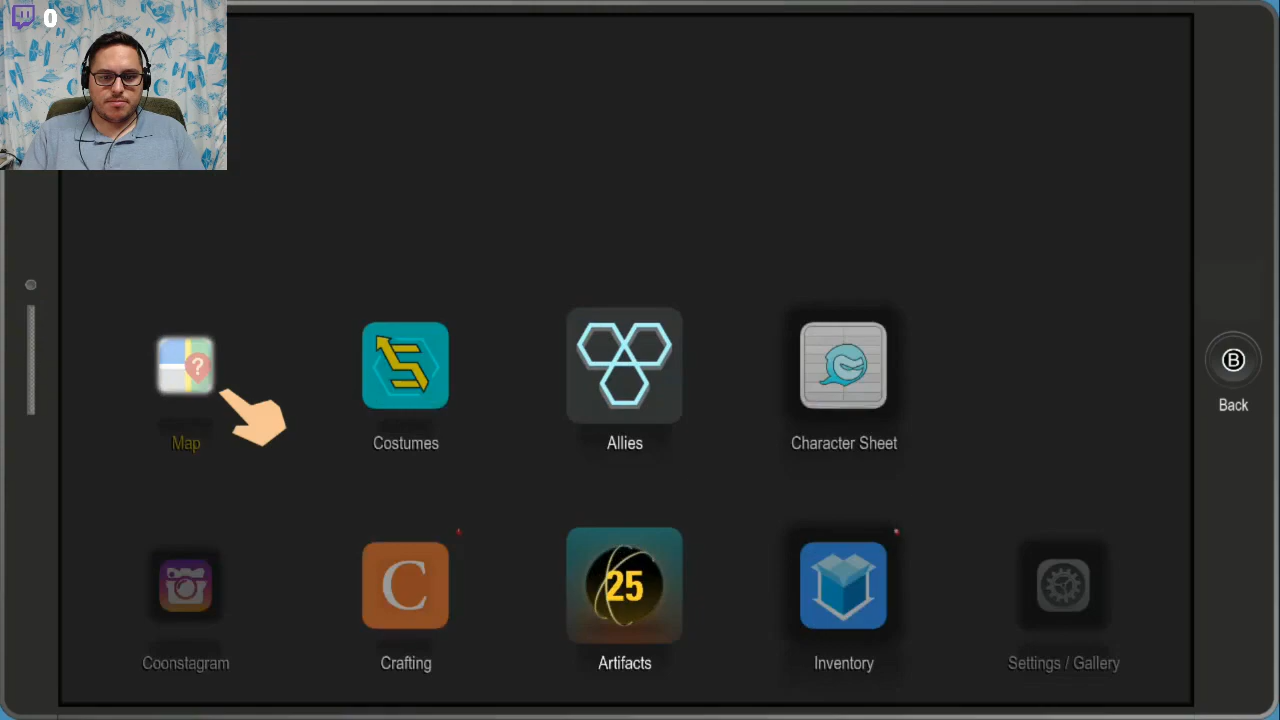 0
?
Map
Costumes
Allies
Character Sheet
B
Back
C
25
Coonstagram
Crafting
Artifacts
Inventory
Settings / Gallery